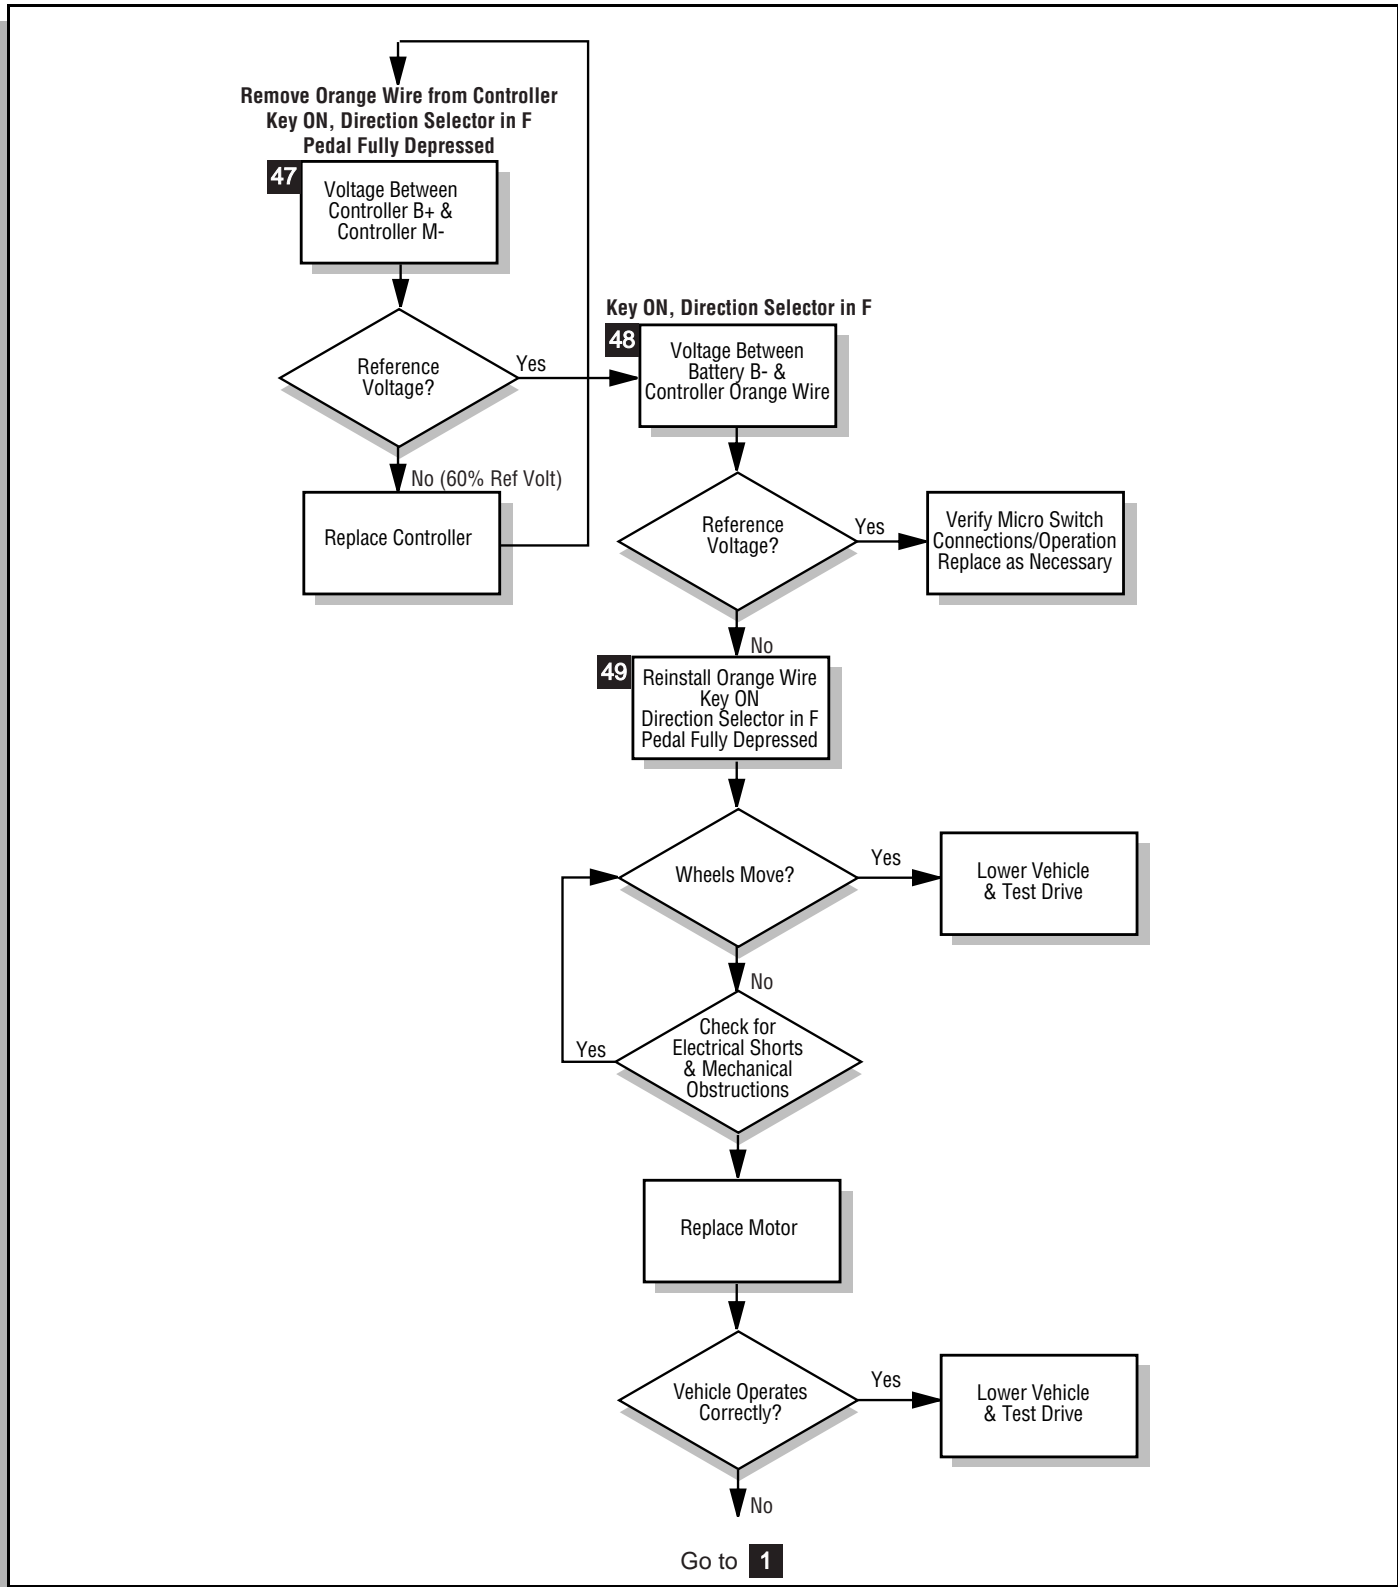 Remove Orange Wire from Controller
Key ON, Direction Selector in F
Pedal Fully Depressed
47
Voltage Between
Controller B+ &
Controller M-
Reference
Voltage?
Yes
No (60% Ref Volt)
Replace Controller
Key ON, Direction Selector in F
48
Voltage Between
Battery B- &
Controller Orange Wire
Reference
Voltage?
Yes
Verify Micro Switch
Connections/Operation
Replace as Necessary
No
49
Reinstall Orange Wire
Key ON
Direction Selector in F
Pedal Fully Depressed
Wheels Move?
Yes
Lower Vehicle
& Test Drive
No
Check for
Electrical Shorts
& Mechanical
Obstructions
Yes
Replace Motor
Vehicle Operates
Correctly?
Yes
Lower Vehicle
& Test Drive
No
Go to 1